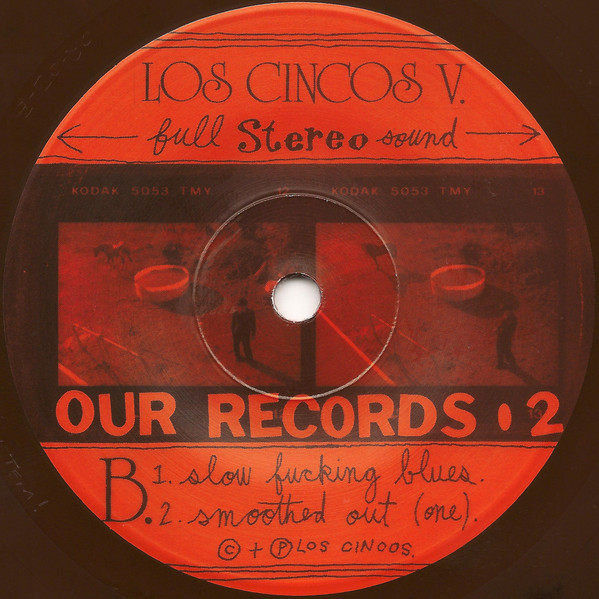 LOS CINCOS V.
← full Stereo sound →
KODAK 5053 TMY 12 KODAK 5053 TMY 13
OUR RECORDS • 2
B. 1. slow fucking blues.
2. smoothed out (one).
© + ℗ LOS CINCOS.